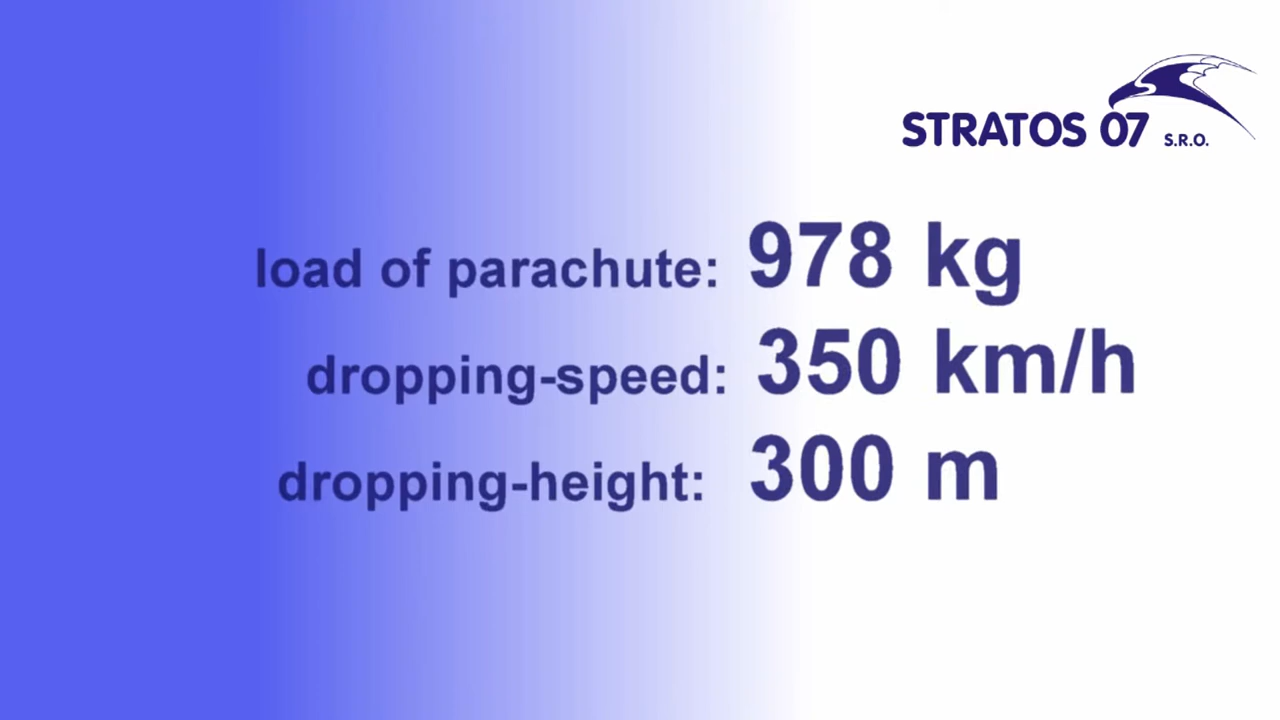 STRATOS 07 S.R.O.
load of parachute: 978 kg
dropping-speed: 350 km/h
dropping-height: 300 m